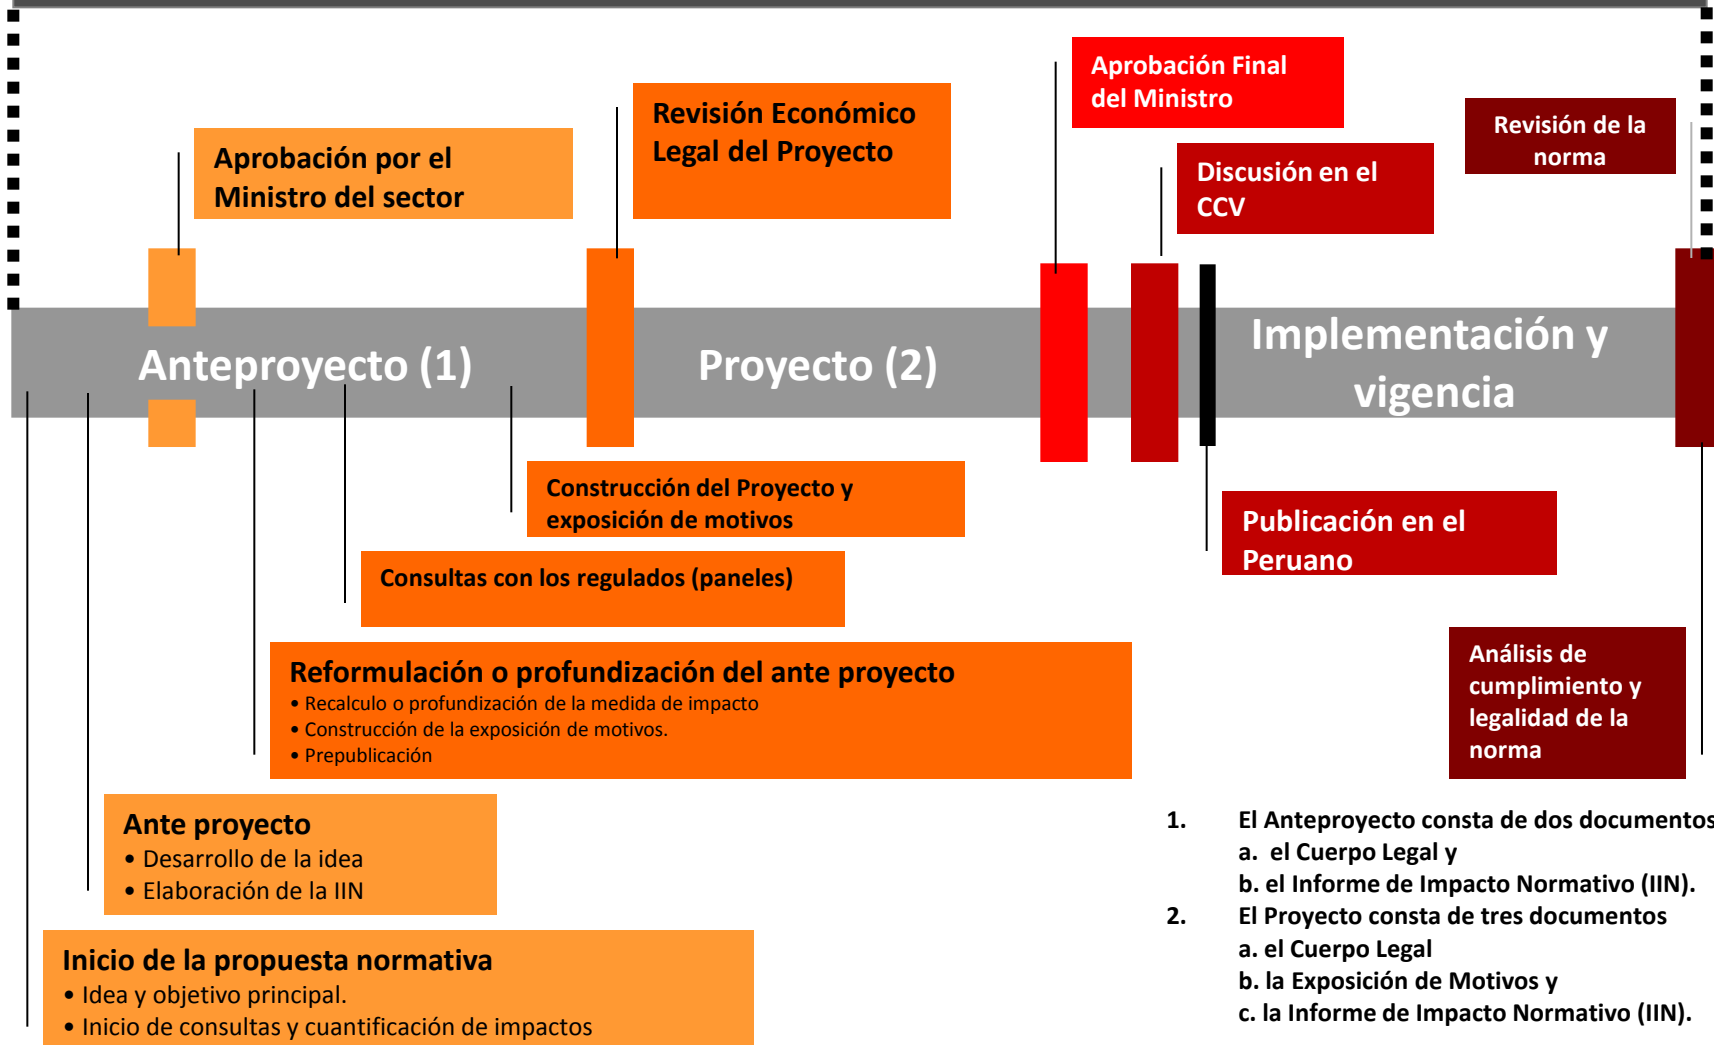 Aprobación Final
del Ministro
Revisión Económico
Legal del Proyecto
Revisión de la
norma
Aprobación por el
Ministro del sector
Discusión en el
CCV
Anteproyecto (1)
Proyecto (2)
Implementación y
vigencia
Construcción del Proyecto y
exposición de motivos
Publicación en el
Peruano
Consultas con los regulados (paneles)
Reformulación o profundización del ante proyecto
• Recalculo o profundización de la medida de impacto
• Construcción de la exposición de motivos.
• Prepublicación
Análisis de
cumplimiento y
legalidad de la
norma
Ante proyecto
• Desarrollo de la idea
• Elaboración de la IIN
Inicio de la propuesta normativa
• Idea y objetivo principal.
• Inicio de consultas y cuantificación de impactos
1. El Anteproyecto consta de dos documentos
a. el Cuerpo Legal y
b. el Informe de Impacto Normativo (IIN).
2. El Proyecto consta de tres documentos
a. el Cuerpo Legal
b. la Exposición de Motivos y
c. la Informe de Impacto Normativo (IIN).